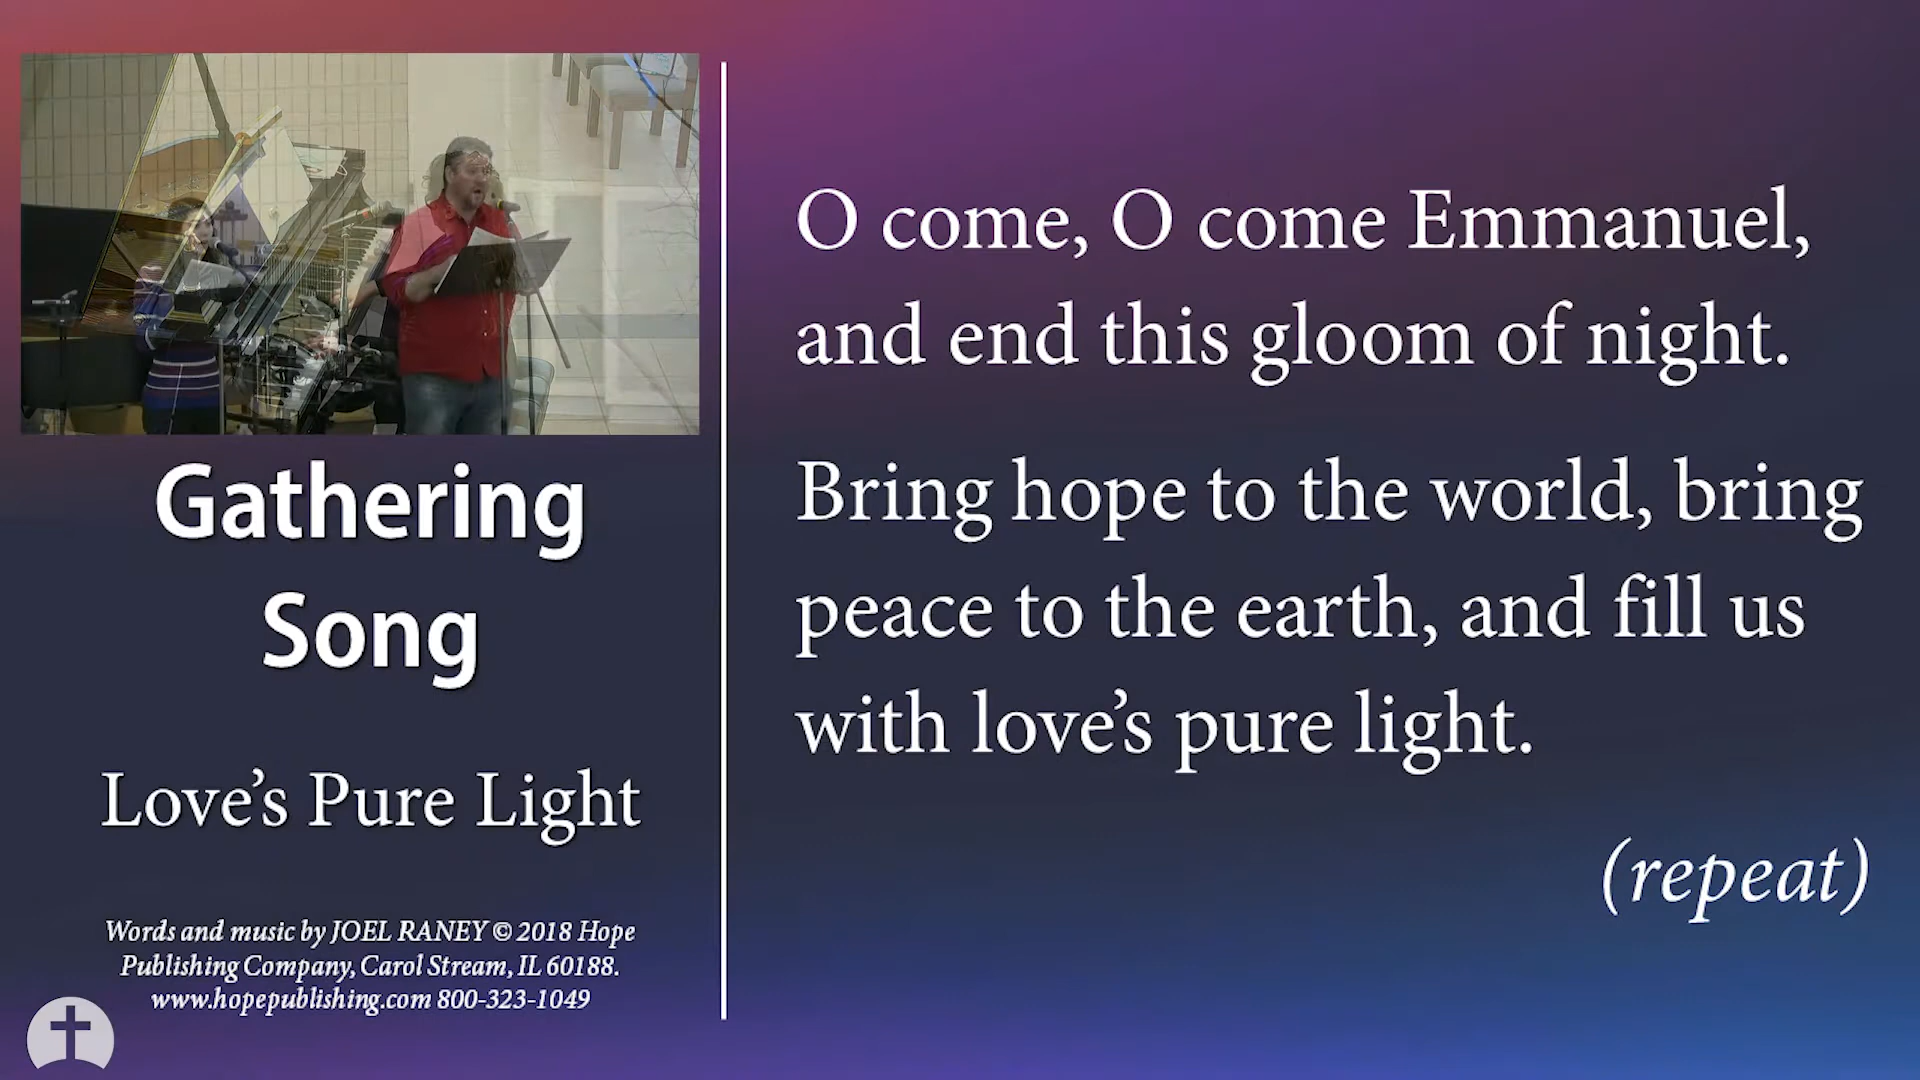 Gathering
Song
Love’s Pure Light
Words and music by JOEL RANEY © 2018 Hope
Publishing Company, Carol Stream, IL 60188.
www.hopepublishing.com 800-323-1049
O come, O come Emmanuel,
and end this gloom of night.
Bring hope to the world, bring
peace to the earth, and fill us
with love’s pure light.
(repeat)